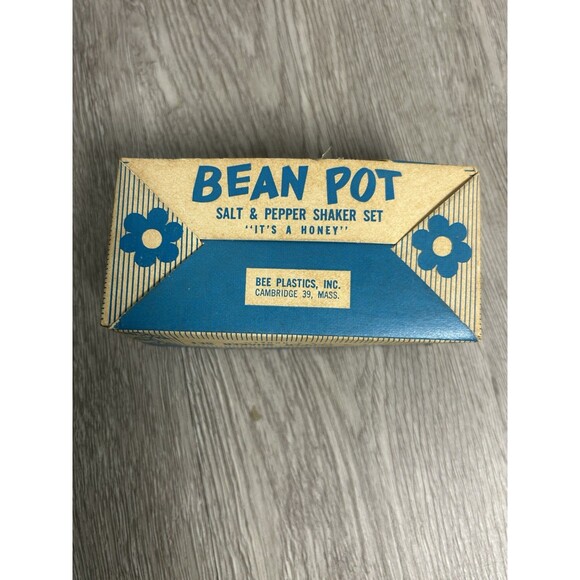 BEAN POT
SALT & PEPPER SHAKER SET
"IT'S A HONEY"
BEE PLASTICS, INC.
CAMBRIDGE 39, MASS.